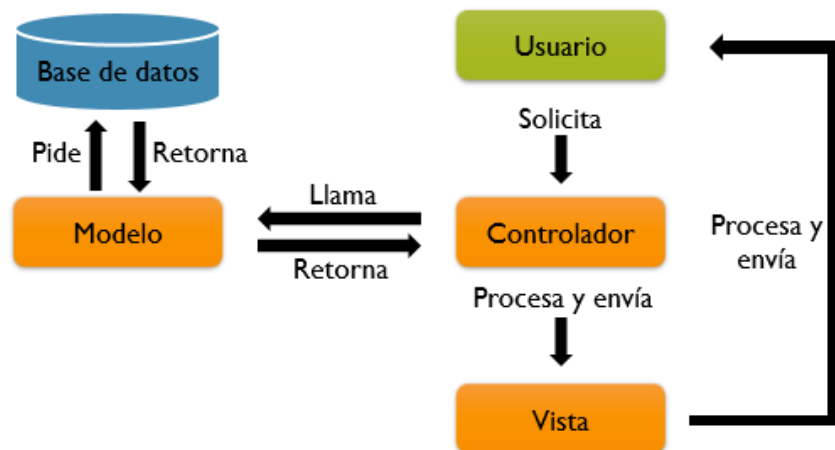 Base de datos
Usuario
Solicita
Pide
Retorna
Llama
Modelo
Controlador
Retorna
Procesa y
envía
Procesa y envía
Vista